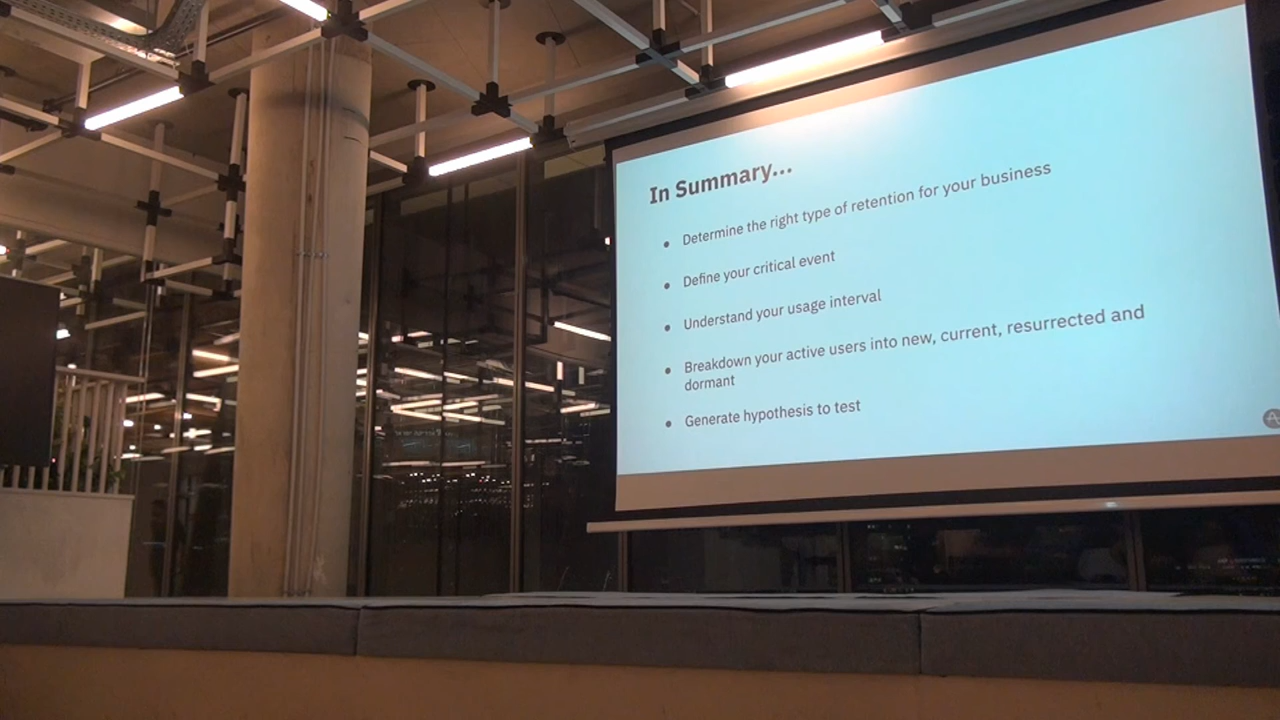 In Summary...
• Determine the right type of retention for your business
• Define your critical event
• Understand your usage interval
• Breakdown your active users into new, current, resurrected and
dormant
• Generate hypothesis to test